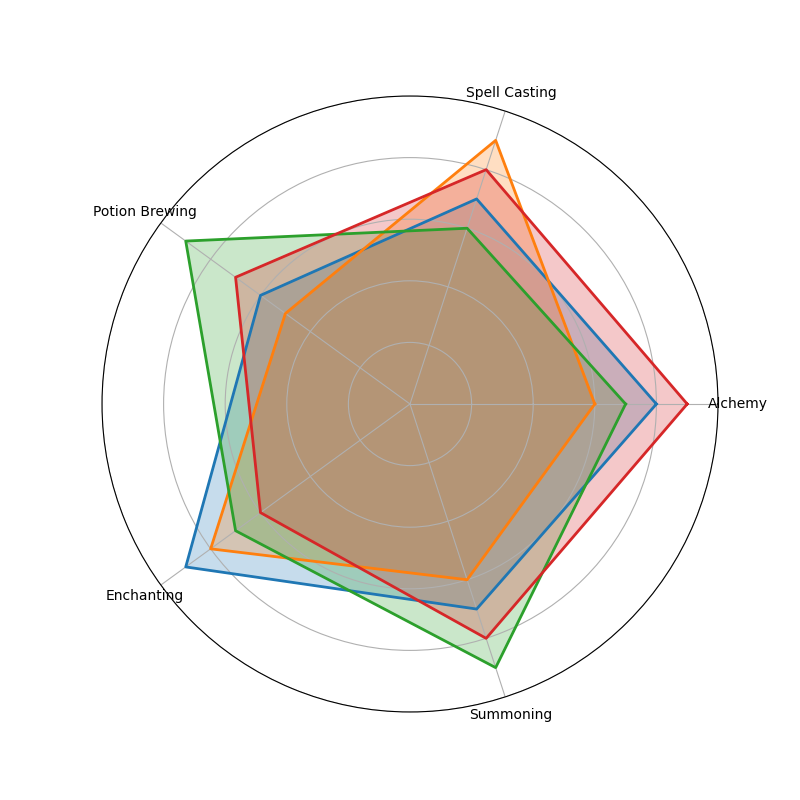 Spell Casting
Potion Brewing
Alchemy
Enchanting
Summoning